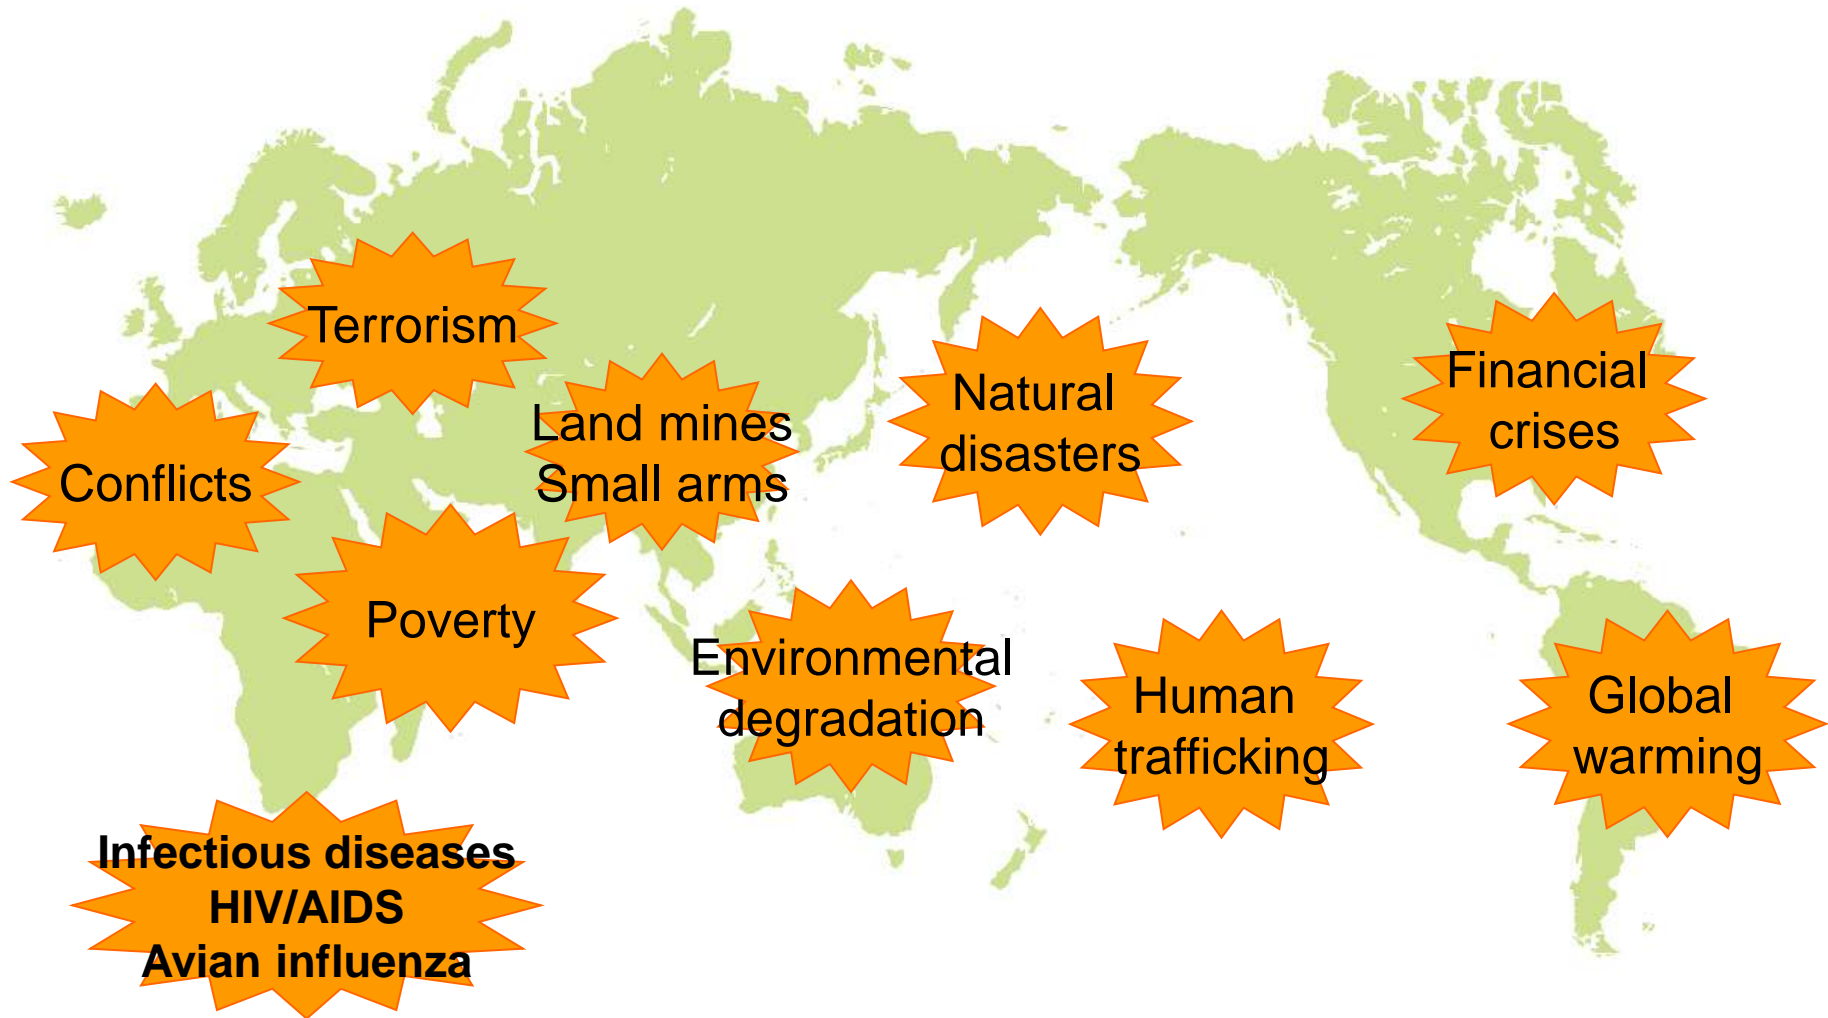 Terrorism
Conflicts
Land mines
Small arms
Natural
disasters
Financial
crises
Poverty
Environmental
degradation
Human
trafficking
Global
warming
Infectious diseases
HIV/AIDS
Avian influenza